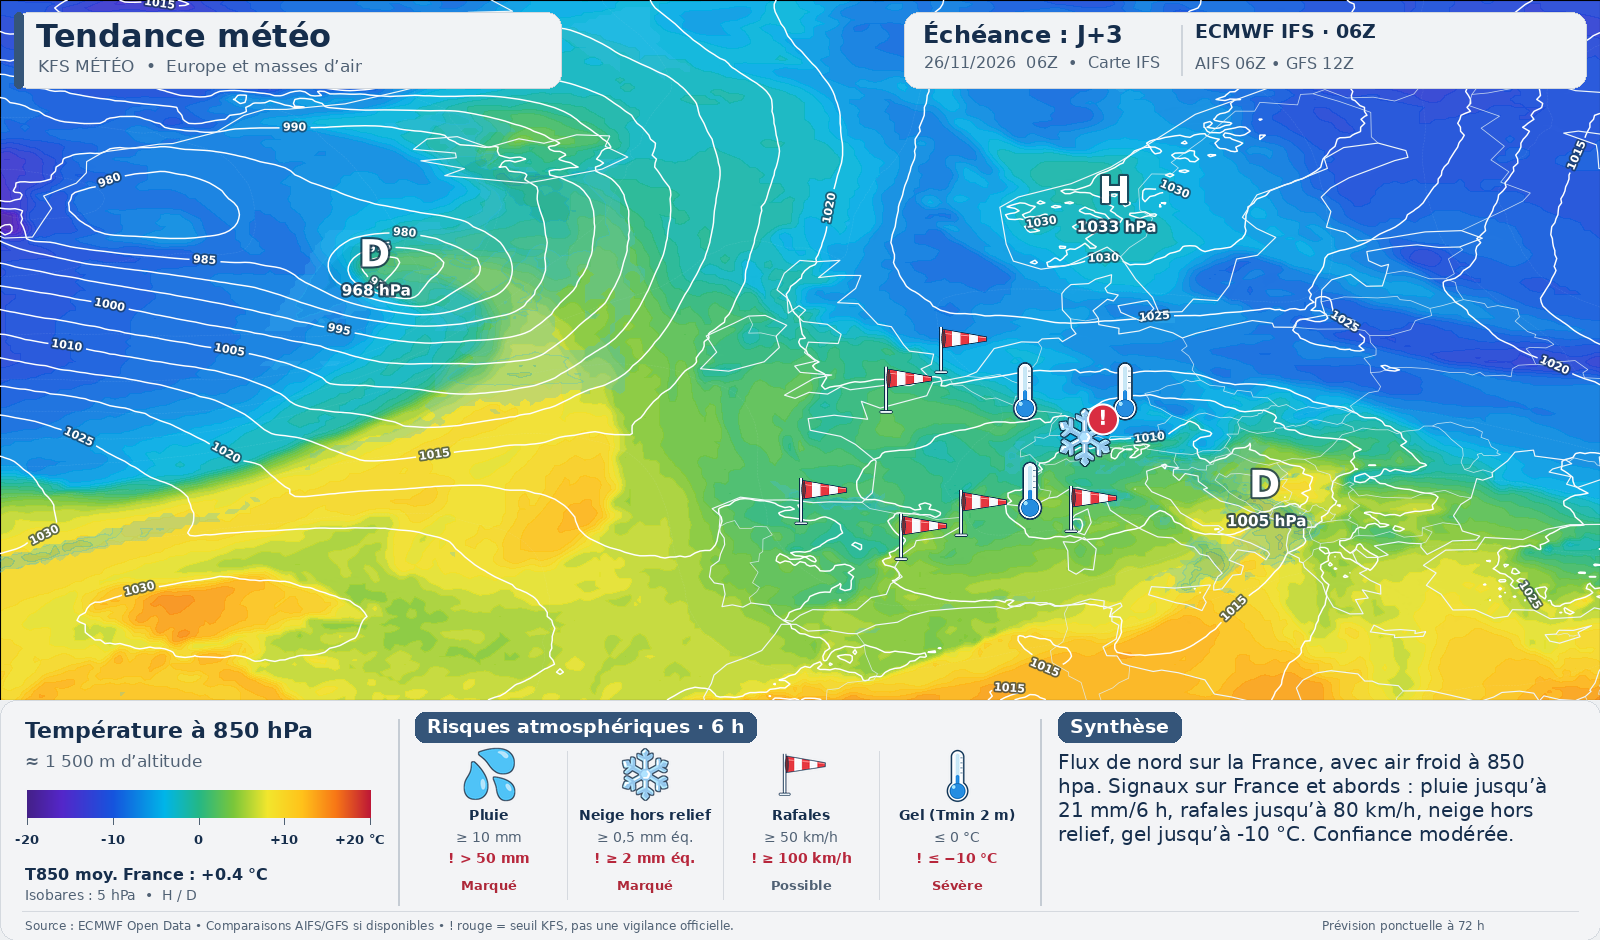 Tendance météo
KFS MÉTÉO • Europe et masses d’air
Échéance : J+3
26/11/2026 06Z • Carte IFS
ECMWF IFS · 06Z
AIFS 06Z • GFS 12Z
1015
990
980
1020
1015
H
1030
1030
1033 hPa
1030
980
D
968 hPa
985
1000
995
1010
1005
1025
1025
1020
1025
1020
1015
1010
D
1005 hPa
1030
1030
1015
1025
1015
1015
!
Température à 850 hPa
≈ 1 500 m d’altitude
-20 -10 0 +10 +20 °C
T850 moy. France : +0.4 °C
Isobares : 5 hPa • H / D
Risques atmosphériques · 6 h
Pluie
≥ 10 mm
! > 50 mm
Marqué
Neige hors relief
≥ 0,5 mm éq.
! ≥ 2 mm éq.
Marqué
Rafales
≥ 50 km/h
! ≥ 100 km/h
Possible
Gel (Tmin 2 m)
≤ 0 °C
! ≤ −10 °C
Sévère
Synthèse
Flux de nord sur la France, avec air froid à 850
hpa. Signaux sur France et abords : pluie jusqu’à
21 mm/6 h, rafales jusqu’à 80 km/h, neige hors
relief, gel jusqu’à -10 °C. Confiance modérée.
Source : ECMWF Open Data • Comparaisons AIFS/GFS si disponibles • ! rouge = seuil KFS, pas une vigilance officielle.
Prévision ponctuelle à 72 h